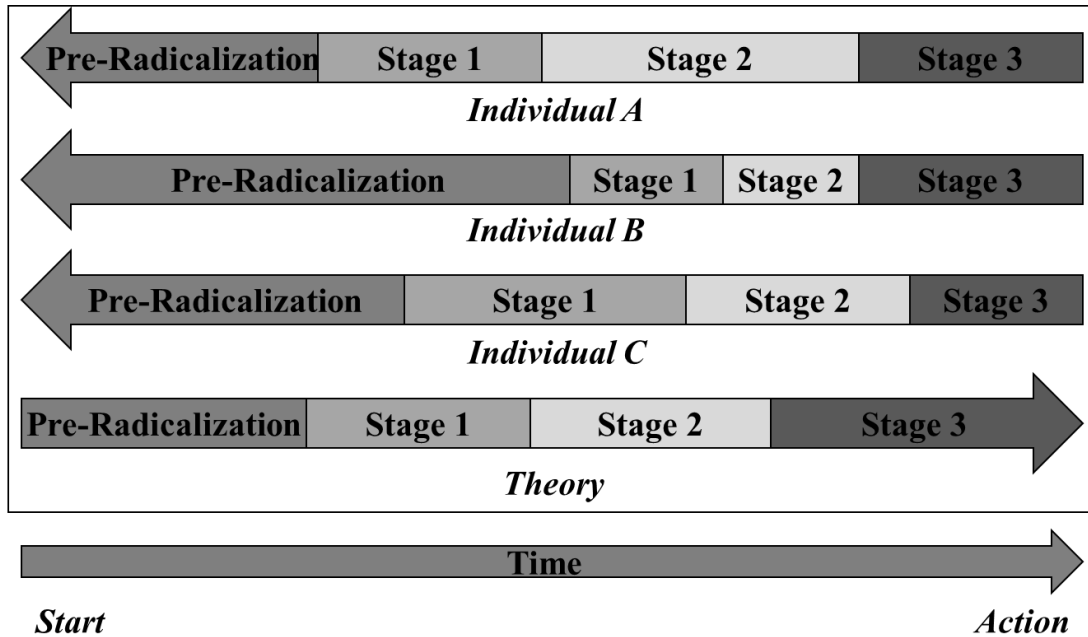 Pre-Radicalization Stage 1 Stage 2 Stage 3
Individual A
Pre-Radicalization Stage 1 Stage 2 Stage 3
Individual B
Pre-Radicalization Stage 1 Stage 2 Stage 3
Individual C
Pre-Radicalization Stage 1 Stage 2 Stage 3
Theory
Time
Start Action